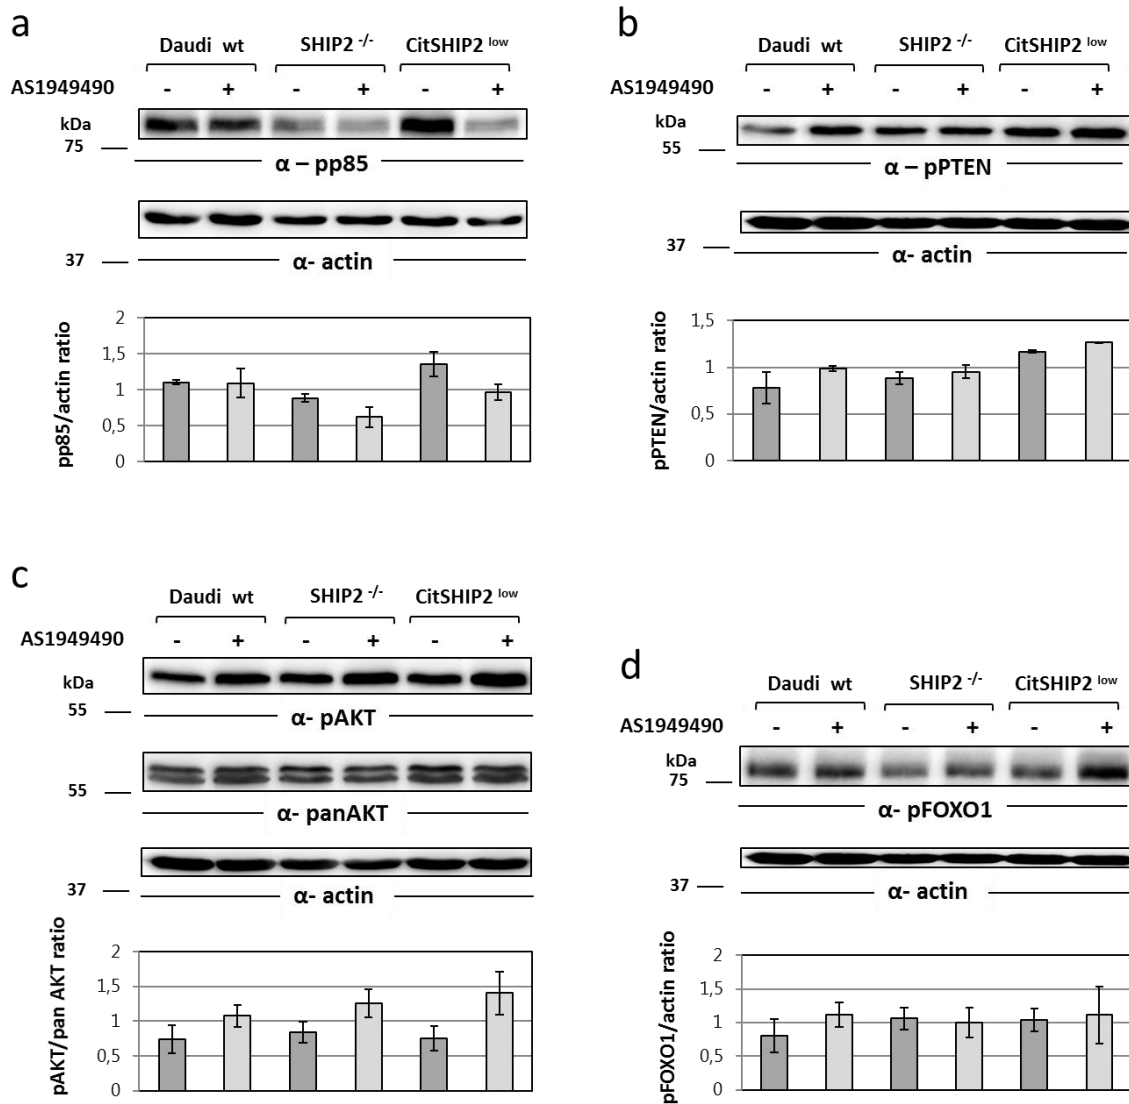 a
Daudi wt SHIP2 -/- CitSHIP2 low
AS1949490 - + - + - +
kDa
75
α – pp85
37
α- actin
pp85/actin ratio
2
1,5
1
0,5
0
b
Daudi wt SHIP2 -/- CitSHIP2 low
AS1949490 - + - + - +
kDa
55
α – pPTEN
37
α- actin
pPTEN/actin ratio
1,5
1
0,5
0
c
Daudi wt SHIP2 -/- CitSHIP2 low
AS1949490 - + - + - +
kDa
55
α- pAKT
55
α- panAKT
37
α- actin
pAKT/pan AKT ratio
2
1,5
1
0,5
0
d
Daudi wt SHIP2 -/- CitSHIP2 low
AS1949490 - + - + - +
kDa
75
α- pFOXO1
37
α- actin
pFOXO1/actin ratio
2
1,5
1
0,5
0